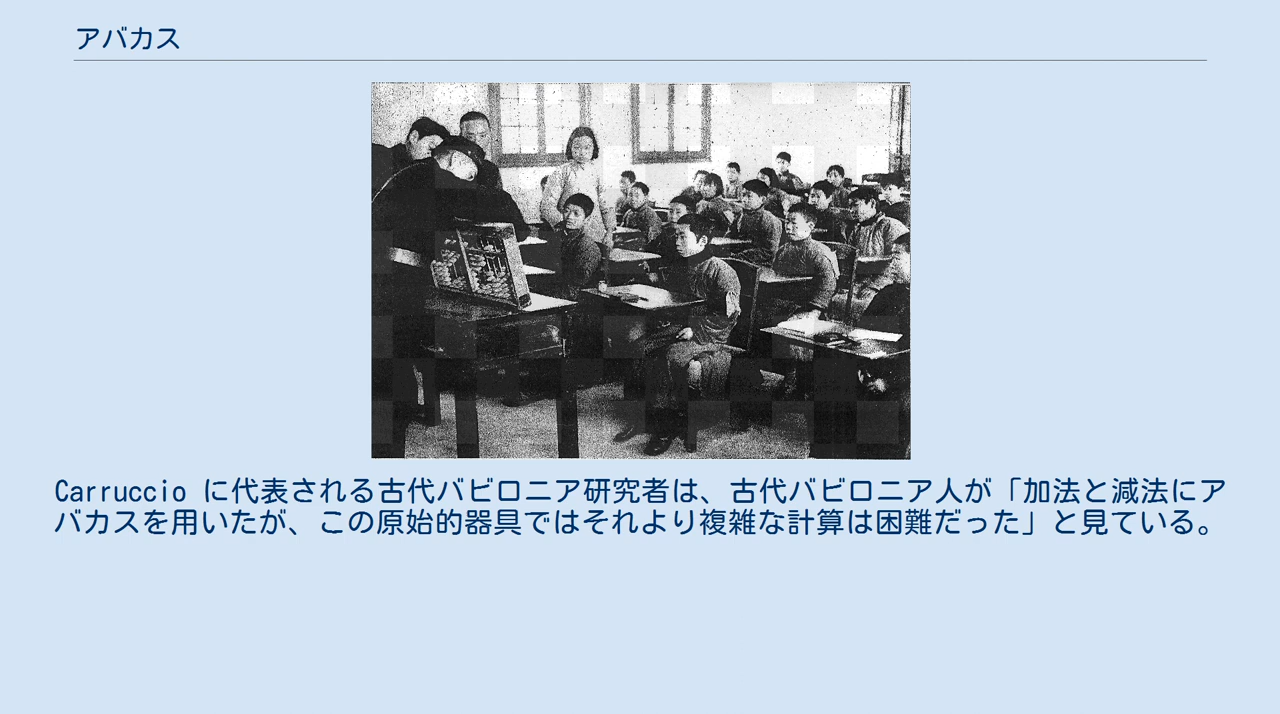 アバカス
Carruccio に代表される古代バビロニア研究者は、古代バビロニア人が「加法と減法にア
バカスを用いたが、この原始的器具ではそれより複雑な計算は困難だった」と見ている。